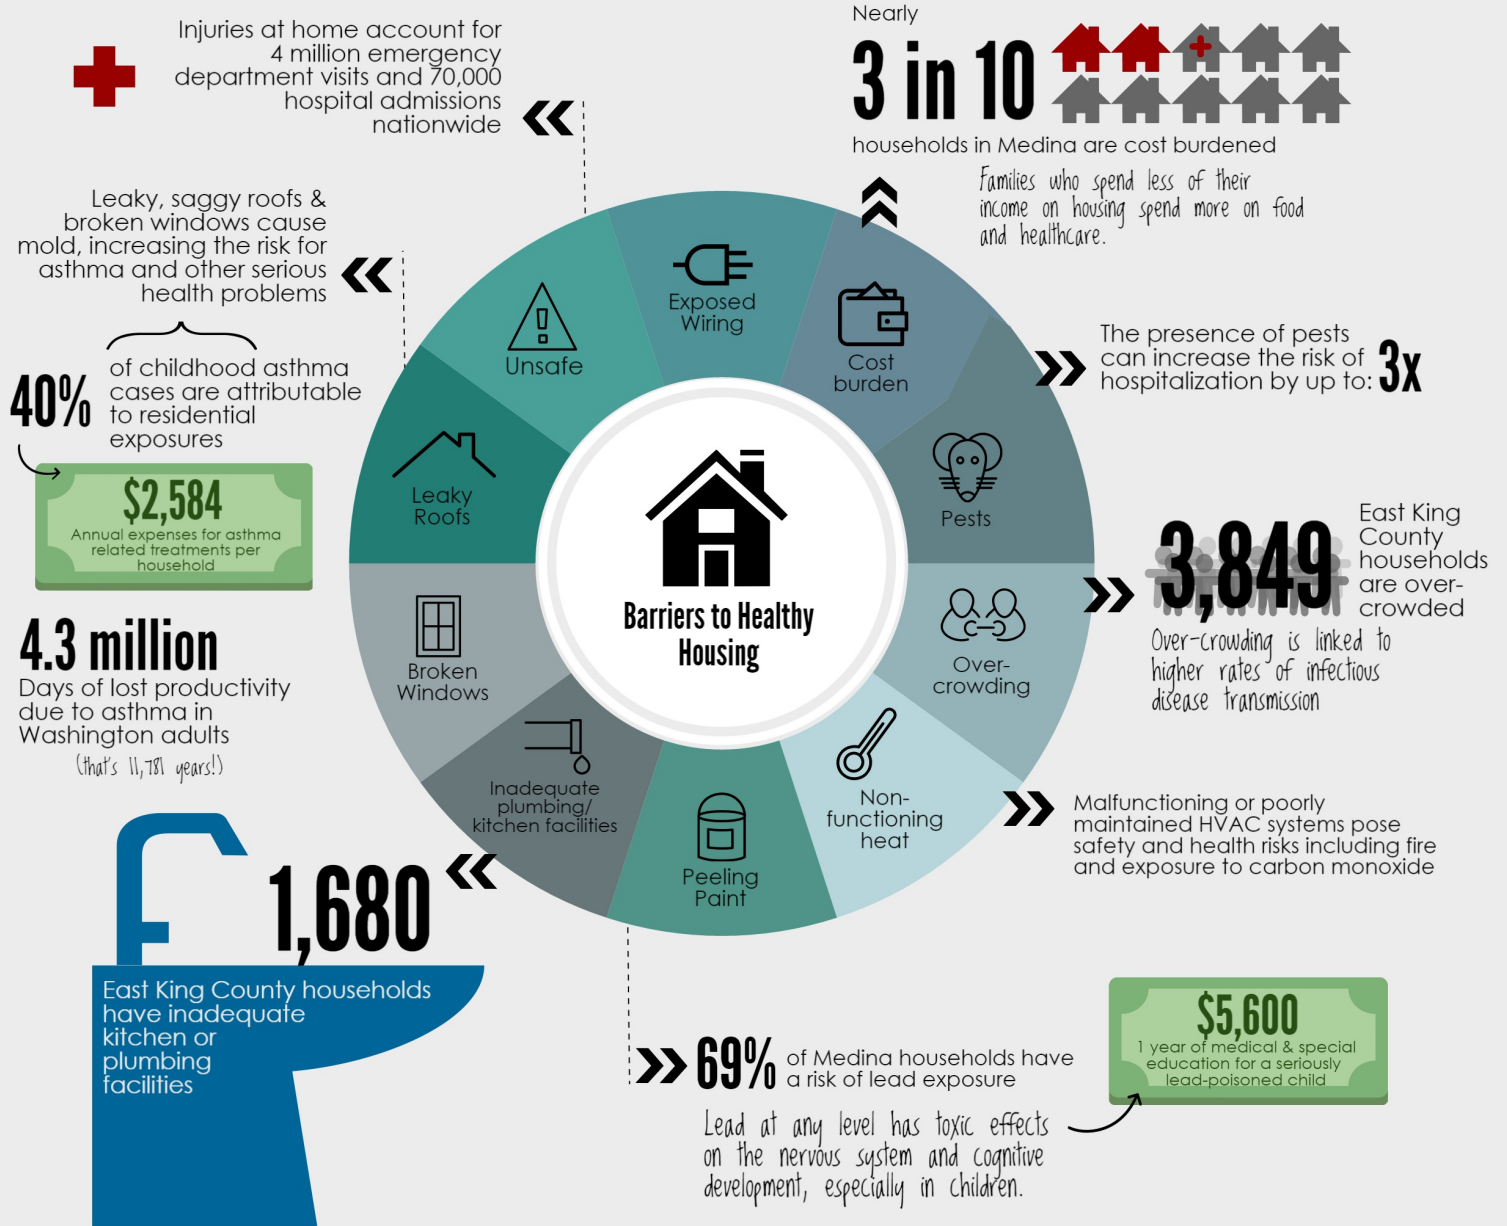 Injuries at home account for
4 million emergency
department visits and 70,000
hospital admissions
nationwide
Nearly
3 in 10
households in Medina are cost burdened
Families who spend less of their
income on housing spend more on food
and healthcare.
Leaky, saggy roofs &
broken windows cause
mold, increasing the risk for
asthma and other serious
health problems
40%
of childhood asthma
cases are attributable
to residential
exposures
$2,584
Annual expenses for asthma
related treatments per
household
4.3 million
Days of lost productivity
due to asthma in
Washington adults
(that's 11,781 years!)
Exposed
Wiring
Unsafe
Cost
burden
Leaky
Roofs
Pests
Broken
Windows
Over-
crowding
Inadequate
plumbing/
kitchen facilities
Non-
functioning
heat
Peeling
Paint
Barriers to Healthy
Housing
The presence of pests
can increase the risk of
hospitalization by up to:
3x
3,849
East King
County
households
are over-
crowded
Over-crowding is linked to
higher rates of infectious
disease transmission
Malfunctioning or poorly
maintained HVAC systems pose
safety and health risks including fire
and exposure to carbon monoxide
1,680
East King County households
have inadequate
kitchen or
plumbing
facilities
69%
of Medina households have
a risk of lead exposure
Lead at any level has toxic effects
on the nervous system and cognitive
development, especially in children.
$5,600
1 year of medical & special
education for a seriously
lead-poisoned child